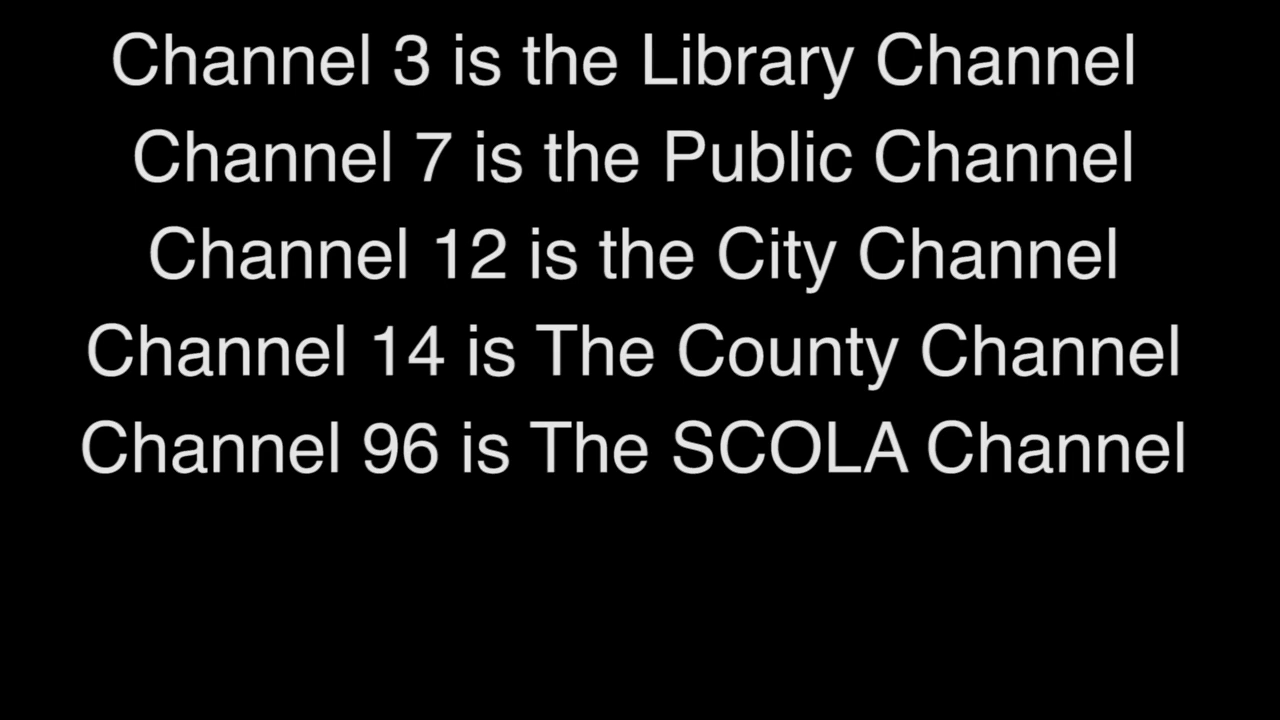 Channel 3 is the Library Channel
Channel 7 is the Public Channel
Channel 12 is the City Channel
Channel 14 is The County Channel
Channel 96 is The SCOLA Channel